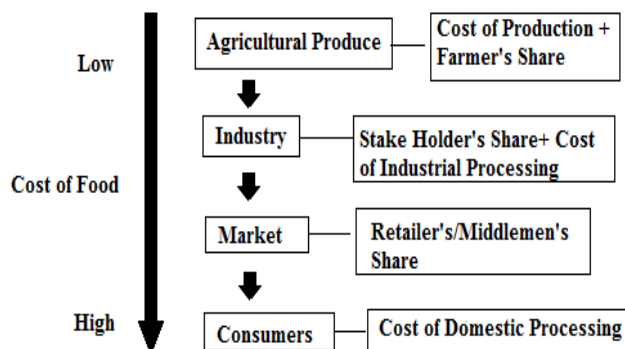 Agricultural Produce
Cost of Production +
Farmer's Share
Low
Industry
Stake Holder's Share+ Cost
of Industrial Processing
Cost of Food
Market
Retailer's/Middlemen's
Share
High
Consumers
Cost of Domestic Processing